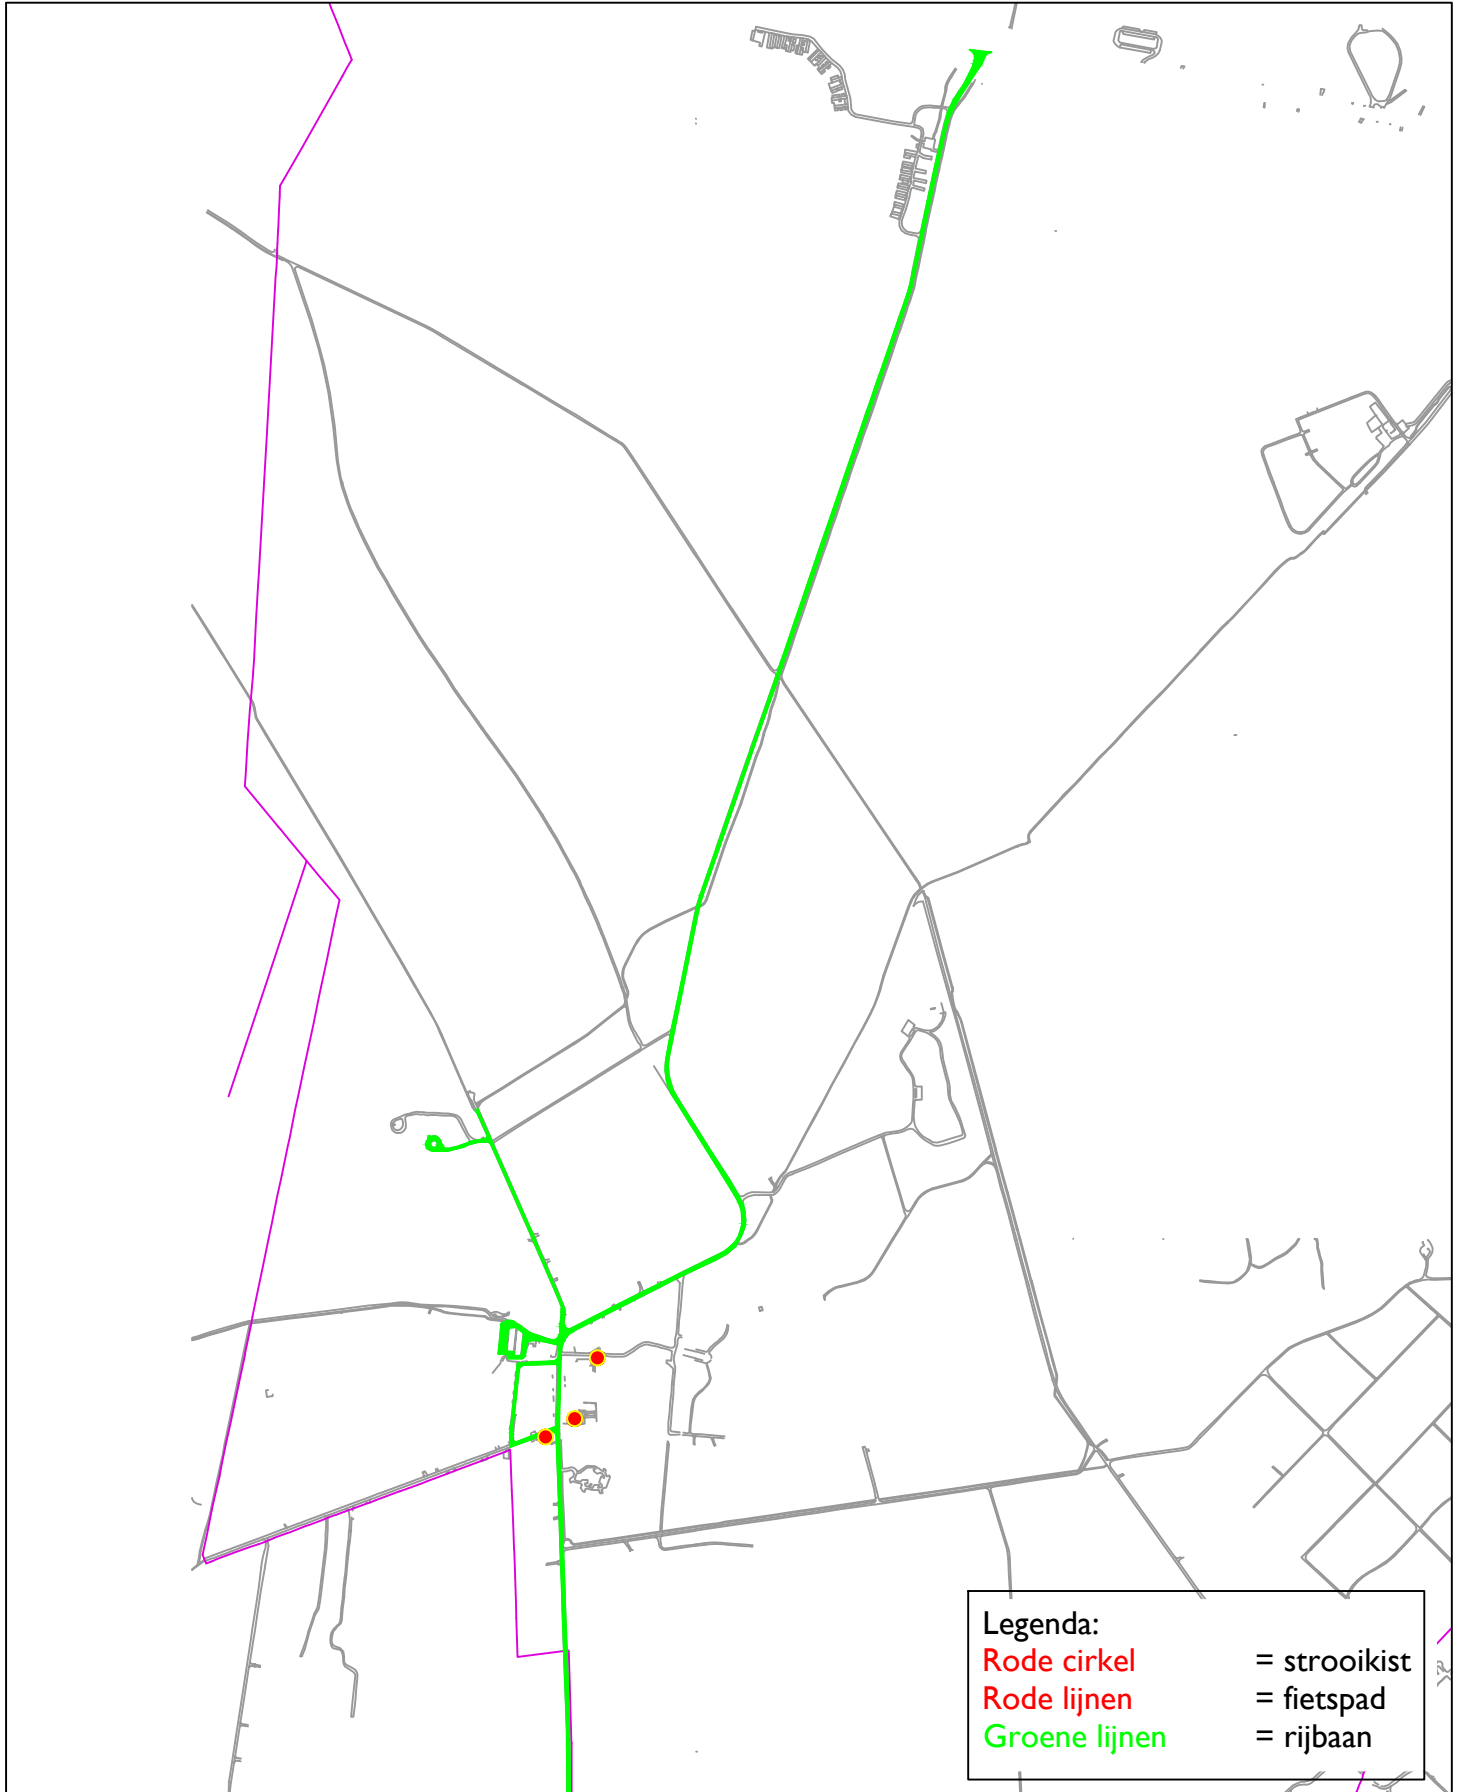 Legenda:
Rode cirkel = strooikist
Rode lijnen = fietspad
Groene lijnen = rijbaan